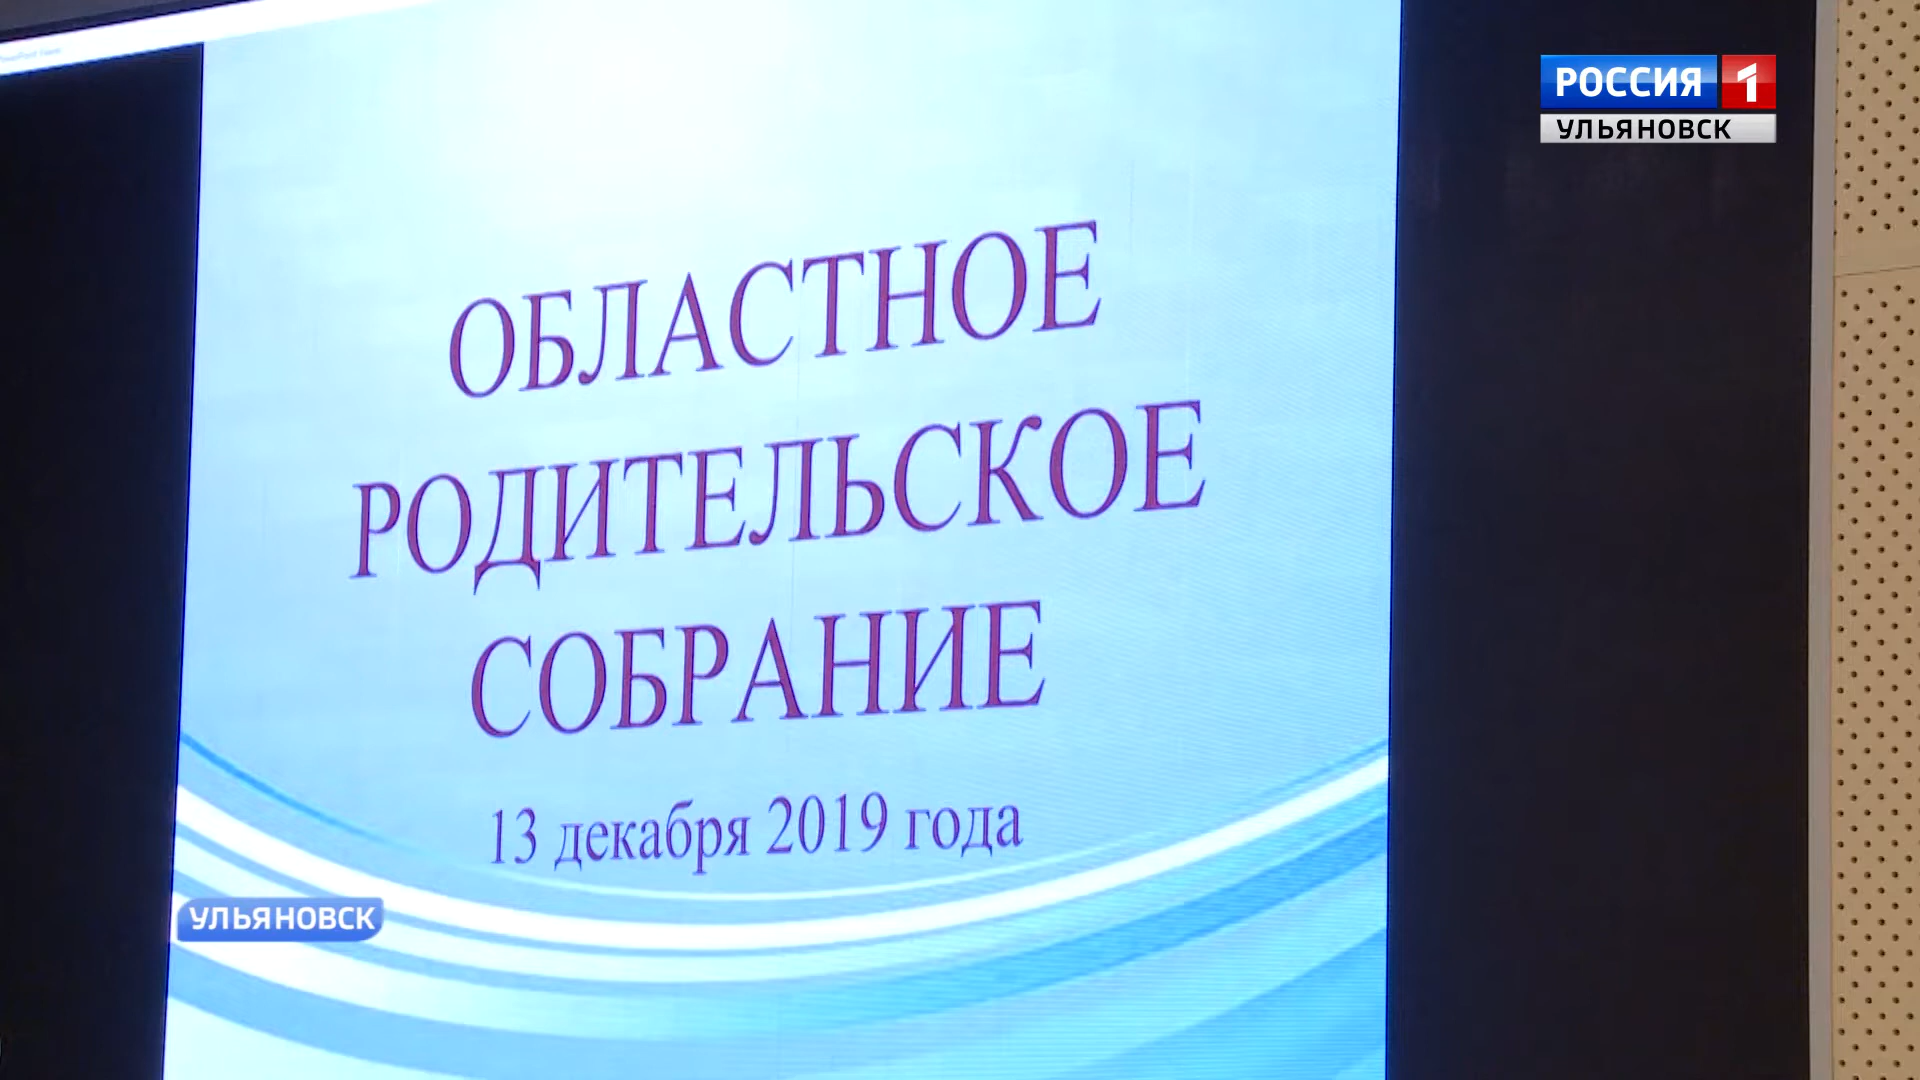 РОССИЯ 1
УЛЬЯНОВСК
ОБЛАСТНОЕ
РОДИТЕЛЬСКОЕ
СОБРАНИЕ
13 декабря 2019 года
УЛЬЯНОВСК